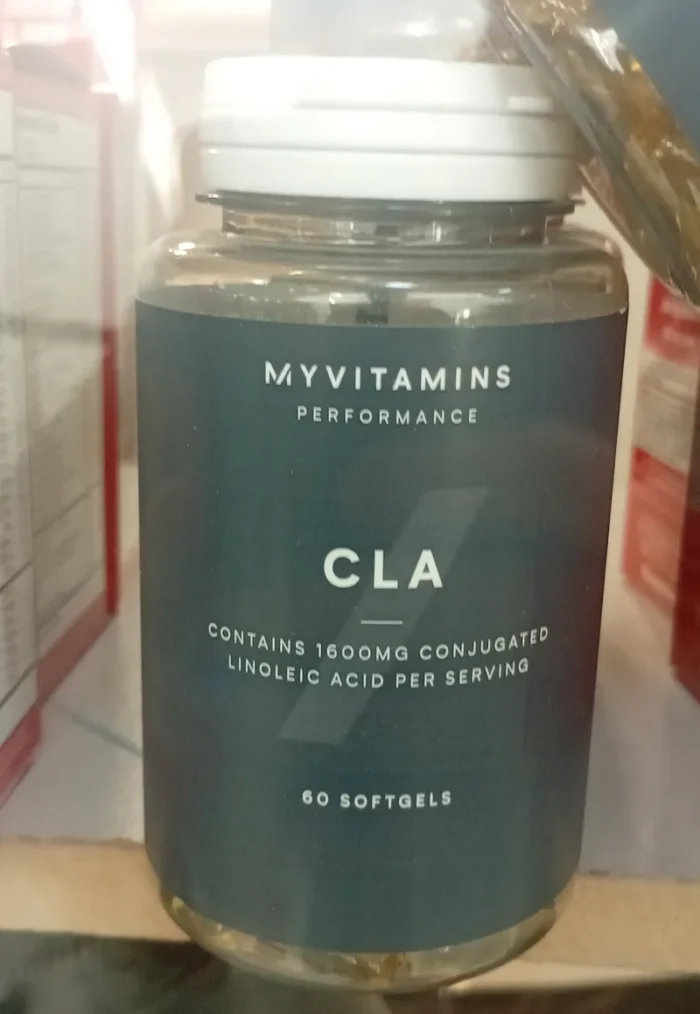 MYVITAMINS
PERFORMANCE
CLA
CONTAINS 1600MG CONJUGATED
LINOLEIC ACID PER SERVING
60 SOFTGELS